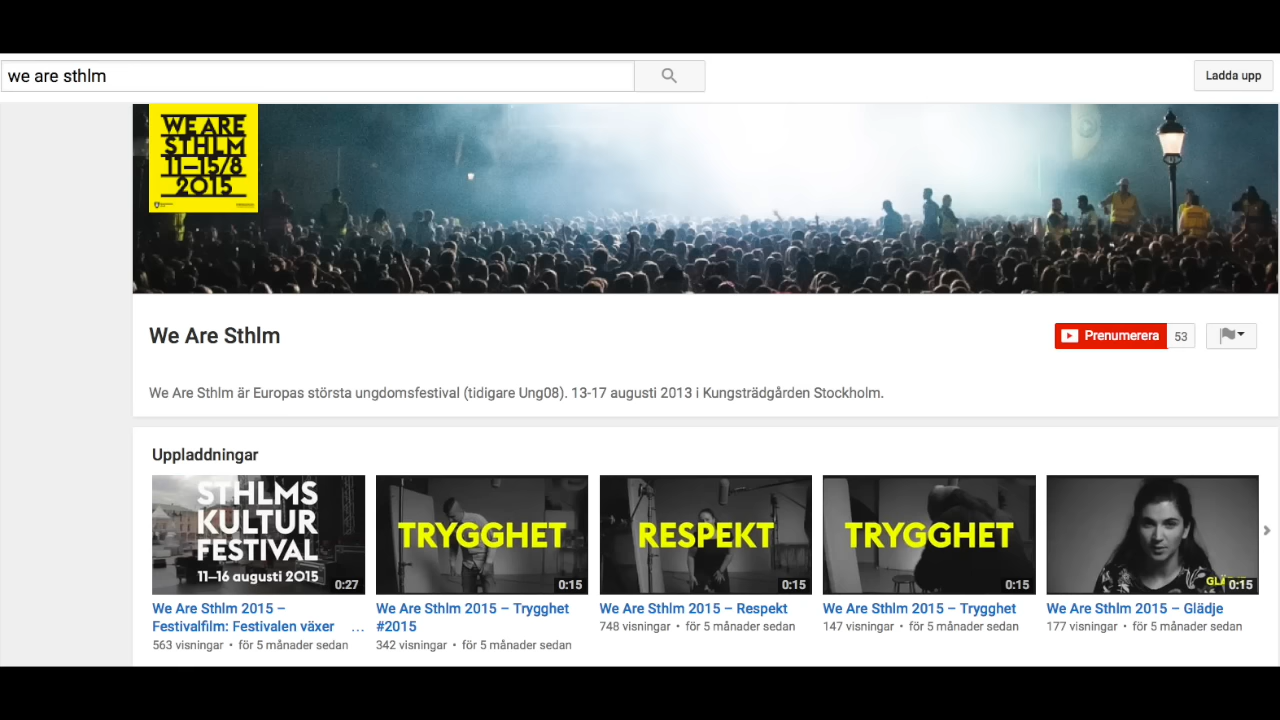 we are sthlm
Ladda upp
WE ARE
STHLM
11–15/8
2015
We Are Sthlm
Prenumerera 53
We Are Sthlm är Europas största ungdomsfestival (tidigare Ung08). 13-17 augusti 2013 i Kungsträdgården Stockholm.
Uppladdningar
STHLMS
KULTUR
FESTIVAL
11–16 augusti 2015
0:27
TRYGGHET
0:15
RESPEKT
0:15
TRYGGHET
0:15
0:15
We Are Sthlm 2015 –
Festivalfilm: Festivalen växer ...
563 visningar • för 5 månader sedan
We Are Sthlm 2015 – Trygghet
#2015
342 visningar • för 5 månader sedan
We Are Sthlm 2015 – Respekt
748 visningar • för 5 månader sedan
We Are Sthlm 2015 – Trygghet
147 visningar • för 5 månader sedan
We Are Sthlm 2015 – Glädje
177 visningar • för 5 månader sedan